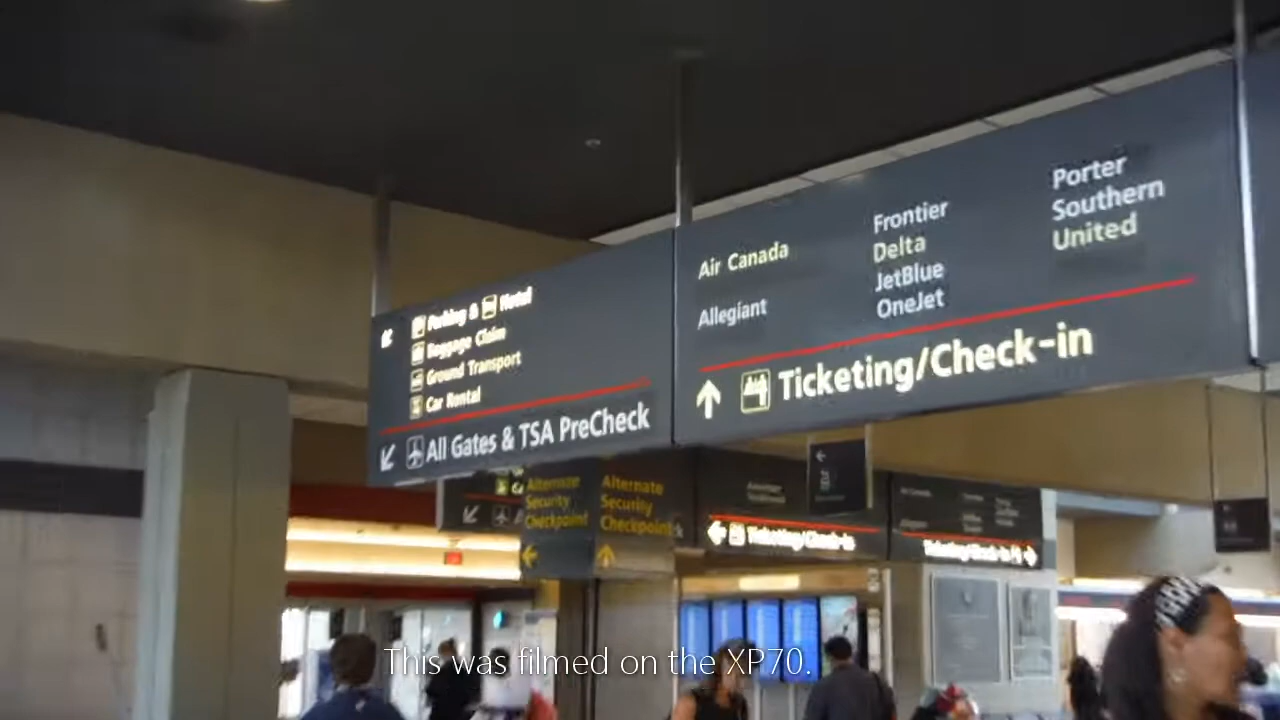 Parking & Hotel
Baggage Claim
Ground Transport
Car Rental
All Gates & TSA PreCheck
Air Canada
Allegiant
Frontier
Delta
JetBlue
OneJet
Porter
Southern
United
Ticketing/Check-in
Alternate
Security
Checkpoint
Alternate
Security
Checkpoint
Ticketing/Check-in
Ticketing/Check-in
This was filmed on the XP70.